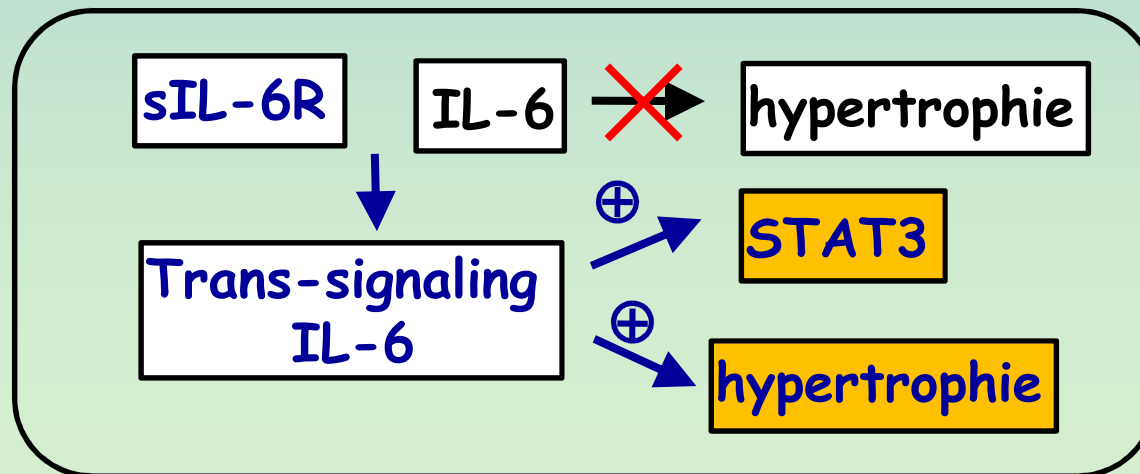 sIL-6R
IL-6
hypertrophie
STAT3
Trans-signaling
IL-6
hypertrophie